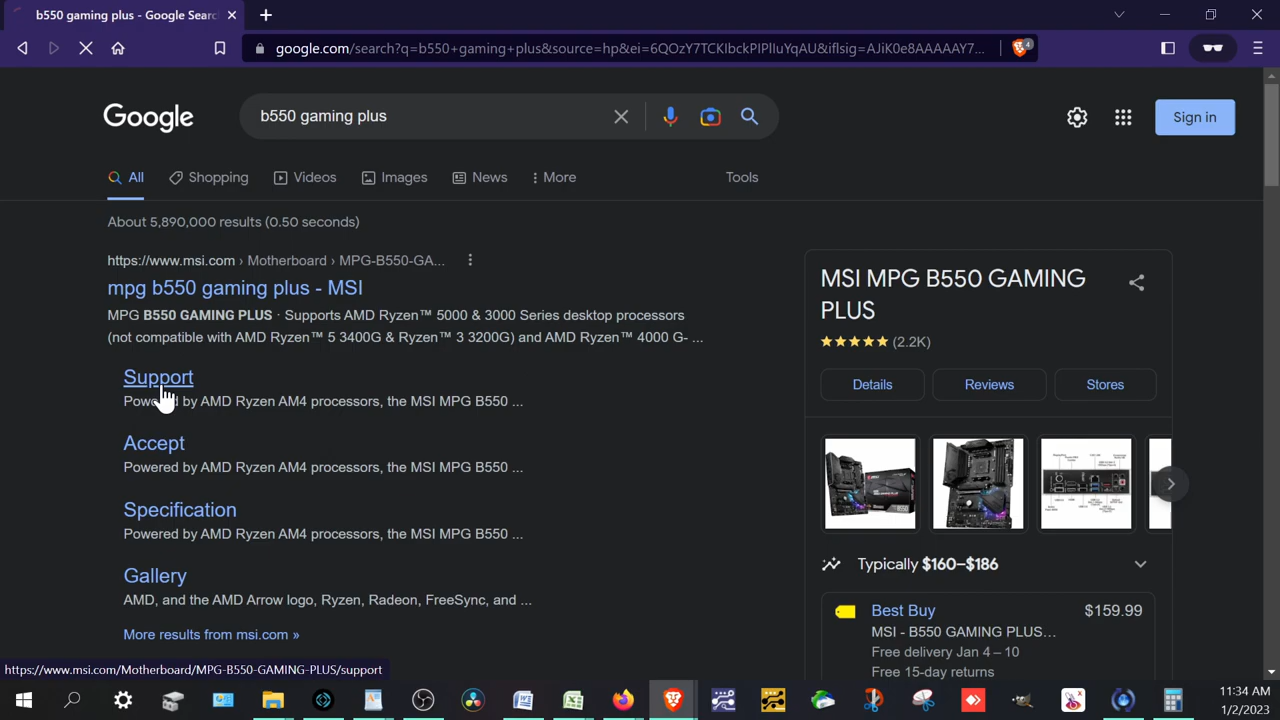 b550 gaming plus - Google Searc
google.com/search?q=b550+gaming+plus&source=hp&ei=6QOzY7TCKIbckPIPlIuYqAU&iflsig=AJiK0e8AAAAAY7...
4
Google
b550 gaming plus
Sign in
All
Shopping
Videos
Images
News
More
Tools
About 5,890,000 results (0.50 seconds)
https://www.msi.com › Motherboard › MPG-B550-GA...
mpg b550 gaming plus - MSI
MPG B550 GAMING PLUS · Supports AMD Ryzen™ 5000 & 3000 Series desktop processors
(not compatible with AMD Ryzen™ 5 3400G & Ryzen™ 3 3200G) and AMD Ryzen™ 4000 G- ...
Support
Powered by AMD Ryzen AM4 processors, the MSI MPG B550 ...
Accept
Powered by AMD Ryzen AM4 processors, the MSI MPG B550 ...
Specification
Powered by AMD Ryzen AM4 processors, the MSI MPG B550 ...
Gallery
AMD, and the AMD Arrow logo, Ryzen, Radeon, FreeSync, and ...
More results from msi.com »
MSI MPG B550 GAMING
PLUS
(2.2K)
Details
Reviews
Stores
Typically $160–$186
Best Buy
$159.99
MSI - B550 GAMING PLUS...
Free delivery Jan 4 – 10
Free 15-day returns
https://www.msi.com/Motherboard/MPG-B550-GAMING-PLUS/support
11:34 AM
1/2/2023